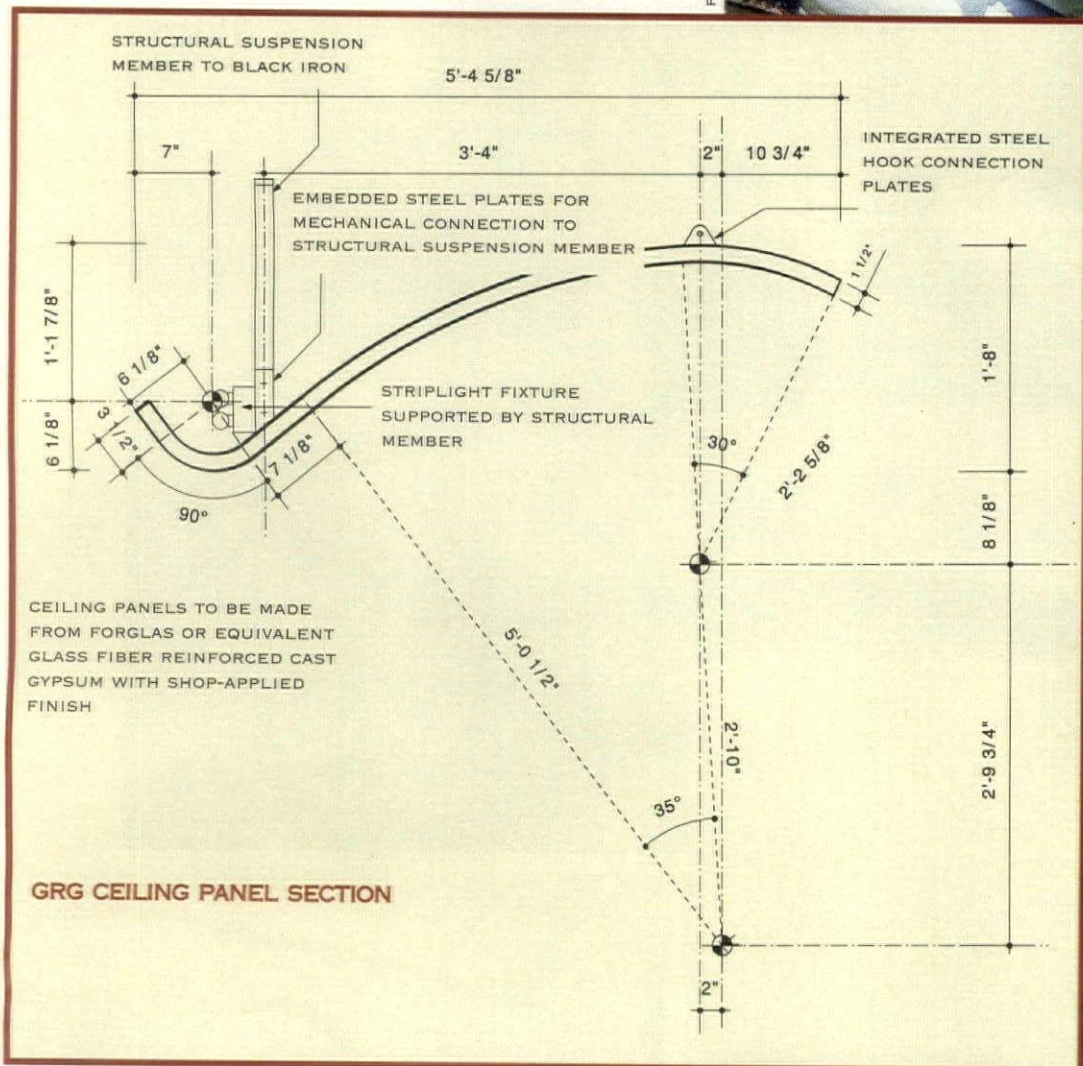 STRUCTURAL SUSPENSION
MEMBER TO BLACK IRON
5'-4 5/8"
7"
3'-4"
2"
10 3/4"
INTEGRATED STEEL
HOOK CONNECTION
PLATES
EMBEDDED STEEL PLATES FOR
MECHANICAL CONNECTION TO
STRUCTURAL SUSPENSION MEMBER
1 1/2"
1'-1 7/8"
6 1/8"
6 1/8"
3 1/2"
7 1/8"
90°
STRIPLIGHT FIXTURE
SUPPORTED BY STRUCTURAL
MEMBER
30°
2'-2 5/8"
1'-8"
8 1/8"
CEILING PANELS TO BE MADE
FROM FORGLAS OR EQUIVALENT
GLASS FIBER REINFORCED CAST
GYPSUM WITH SHOP-APPLIED
FINISH
5'-0 1/2"
2'-10"
2'-9 3/4"
35°
GRG CEILING PANEL SECTION
2"